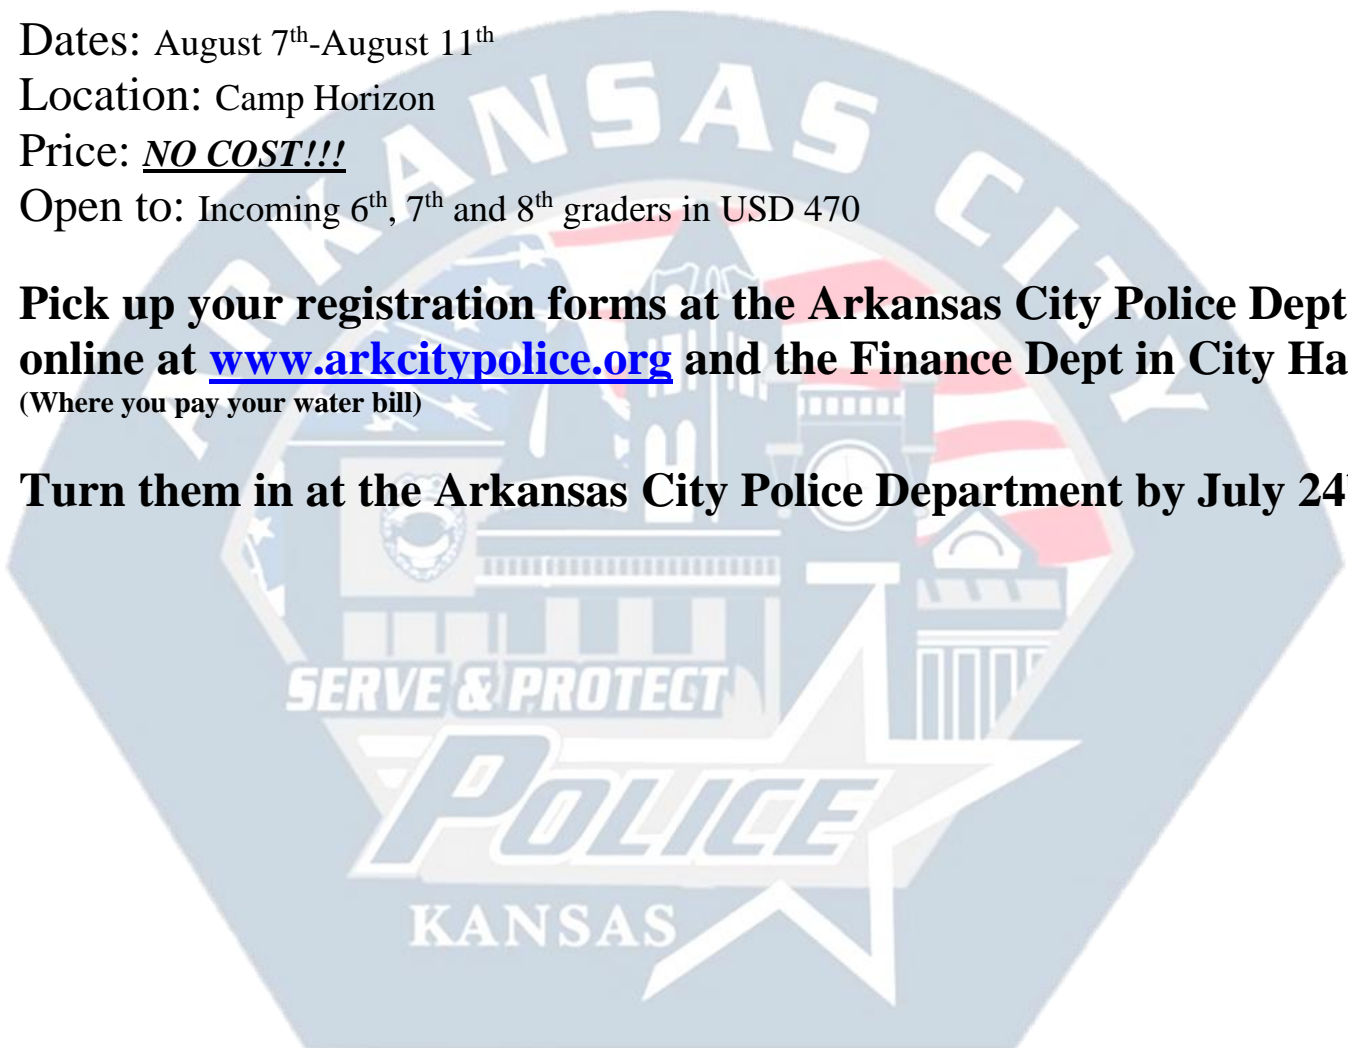 Dates: August 7th-August 11th
Location: Camp Horizon
Price: NO COST!!!
Open to: Incoming 6th, 7th and 8th graders in USD 470
Pick up your registration forms at the Arkansas City Police Dept
online at www.arkcitypolice.org and the Finance Dept in City Ha
(Where you pay your water bill)
Turn them in at the Arkansas City Police Department by July 24
ARKANSAS CITY
SERVE & PROTECT
POLICE
KANSAS